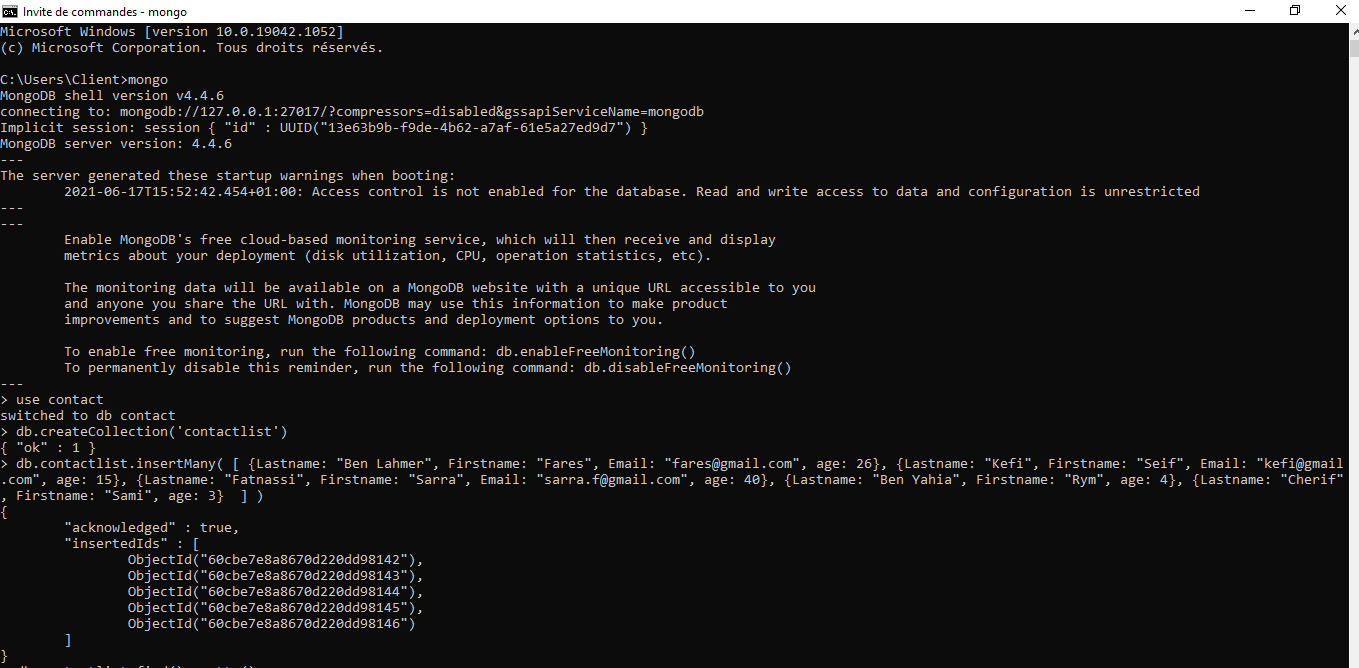 Invite de commandes - mongo
Microsoft Windows [version 10.0.19042.1052]
(c) Microsoft Corporation. Tous droits réservés.
C:\Users\Client>mongo
MongoDB shell version v4.4.6
connecting to: mongodb://127.0.0.1:27017/?compressors=disabled&gssapiServiceName=mongodb
Implicit session: session { "id" : UUID("13e63b9b-f9de-4b62-a7af-61e5a27ed9d7") }
MongoDB server version: 4.4.6
---
The server generated these startup warnings when booting:
        2021-06-17T15:52:42.454+01:00: Access control is not enabled for the database. Read and write access to data and configuration is unrestricted
---
---
        Enable MongoDB's free cloud-based monitoring service, which will then receive and display
        metrics about your deployment (disk utilization, CPU, operation statistics, etc).
        The monitoring data will be available on a MongoDB website with a unique URL accessible to you
        and anyone you share the URL with. MongoDB may use this information to make product
        improvements and to suggest MongoDB products and deployment options to you.
        To enable free monitoring, run the following command: db.enableFreeMonitoring()
        To permanently disable this reminder, run the following command: db.disableFreeMonitoring()
---
> use contact
switched to db contact
> db.createCollection('contactlist')
{ "ok" : 1 }
> db.contactlist.insertMany( [ {Lastname: "Ben Lahmer", Firstname: "Fares", Email: "fares@gmail.com", age: 26}, {Lastname: "Kefi", Firstname: "Seif", Email: "kefi@gmail
.com", age: 15}, {Lastname: "Fatnassi", Firstname: "Sarra", Email: "sarra.f@gmail.com", age: 40}, {Lastname: "Ben Yahia", Firstname: "Rym", age: 4}, {Lastname: "Cherif"
, Firstname: "Sami", age: 3}  ] )
{
        "acknowledged" : true,
        "insertedIds" : [
                ObjectId("60cbe7e8a8670d220dd98142"),
                ObjectId("60cbe7e8a8670d220dd98143"),
                ObjectId("60cbe7e8a8670d220dd98144"),
                ObjectId("60cbe7e8a8670d220dd98145"),
                ObjectId("60cbe7e8a8670d220dd98146")
        ]
}